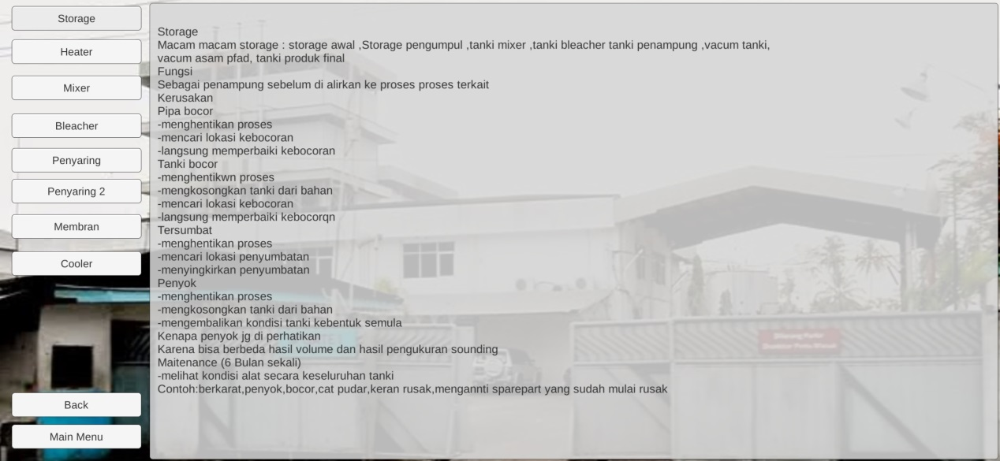 Storage
Heater
Mixer
Bleacher
Penyaring
Penyaring 2
Membran
Cooler
Back
Main Menu
Storage
Macam macam storage : storage awal ,Storage pengumpul ,tanki mixer ,tanki bleacher tanki penampung ,vacum tanki,
vacum asam pfad, tanki produk final
Fungsi
Sebagai penampung sebelum di alirkan ke proses proses terkait
Kerusakan
Pipa bocor
-menghentikan proses
-mencari lokasi kebocoran
-langsung memperbaiki kebocoran
Tanki bocor
-menghentikwn proses
-mengkosongkan tanki dari bahan
-mencari lokasi kebocoran
-langsung memperbaiki kebocorqn
Tersumbat
-menghentikan proses
-mencari lokasi penyumbatan
-menyingkirkan penyumbatan
Penyok
-menghentikan proses
-mengkosongkan tanki dari bahan
-mengembalikan kondisi tanki kebentuk semula
Kenapa penyok jg di perhatikan
Karena bisa berbeda hasil volume dan hasil pengukuran sounding
Maitenance (6 Bulan sekali)
-melihat kondisi alat secara keseluruhan tanki
Contoh:berkarat,penyok,bocor,cat pudar,keran rusak,mengannti sparepart yang sudah mulai rusak